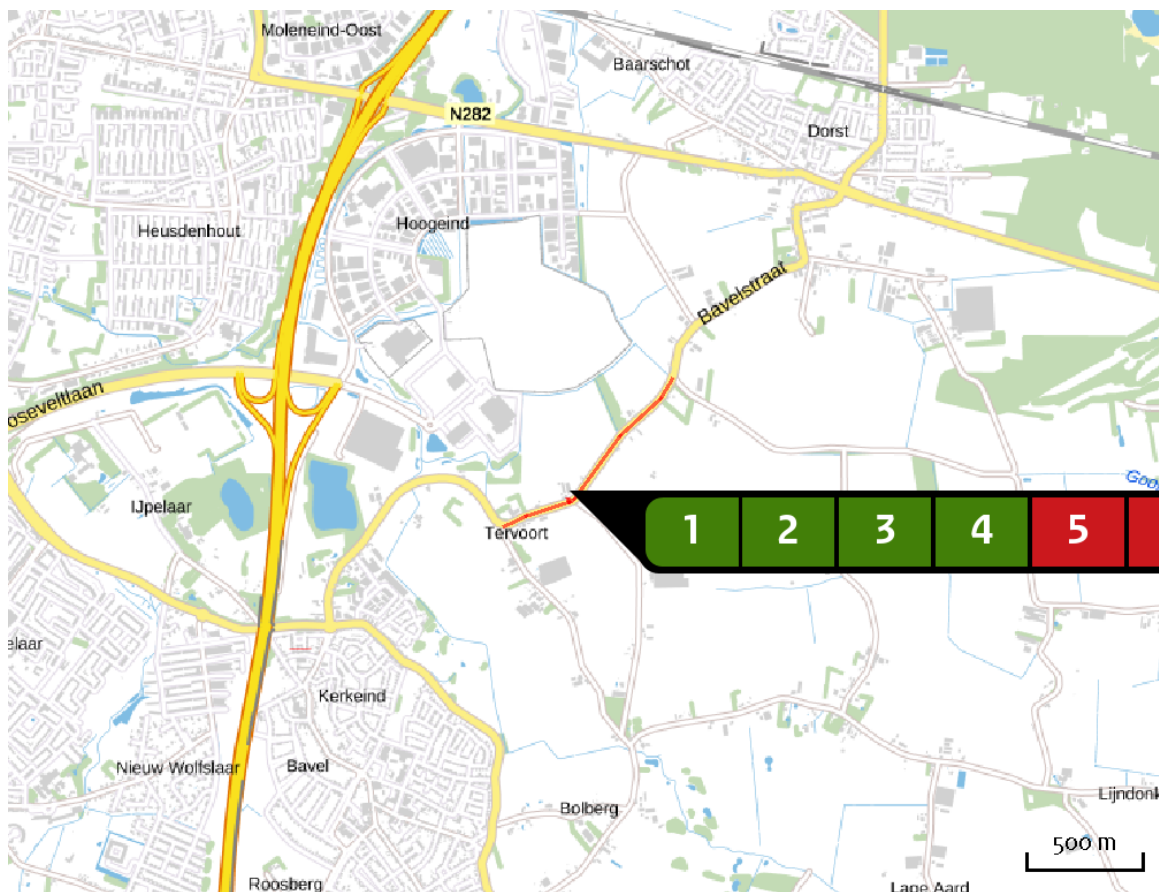 Moleneind-Oost
Baarschot
N282
Dorst
Heusdenhout
Hoogeind
Bavelstraat
oseveltlaan
Goo
IJpelaar
Tervoort
1 2 3 4 5
elaar
Kerkeind
Nieuw Wolfslaar
Bavel
Bolberg
Lijndonk
500 m
Roosberg
Lage Aard